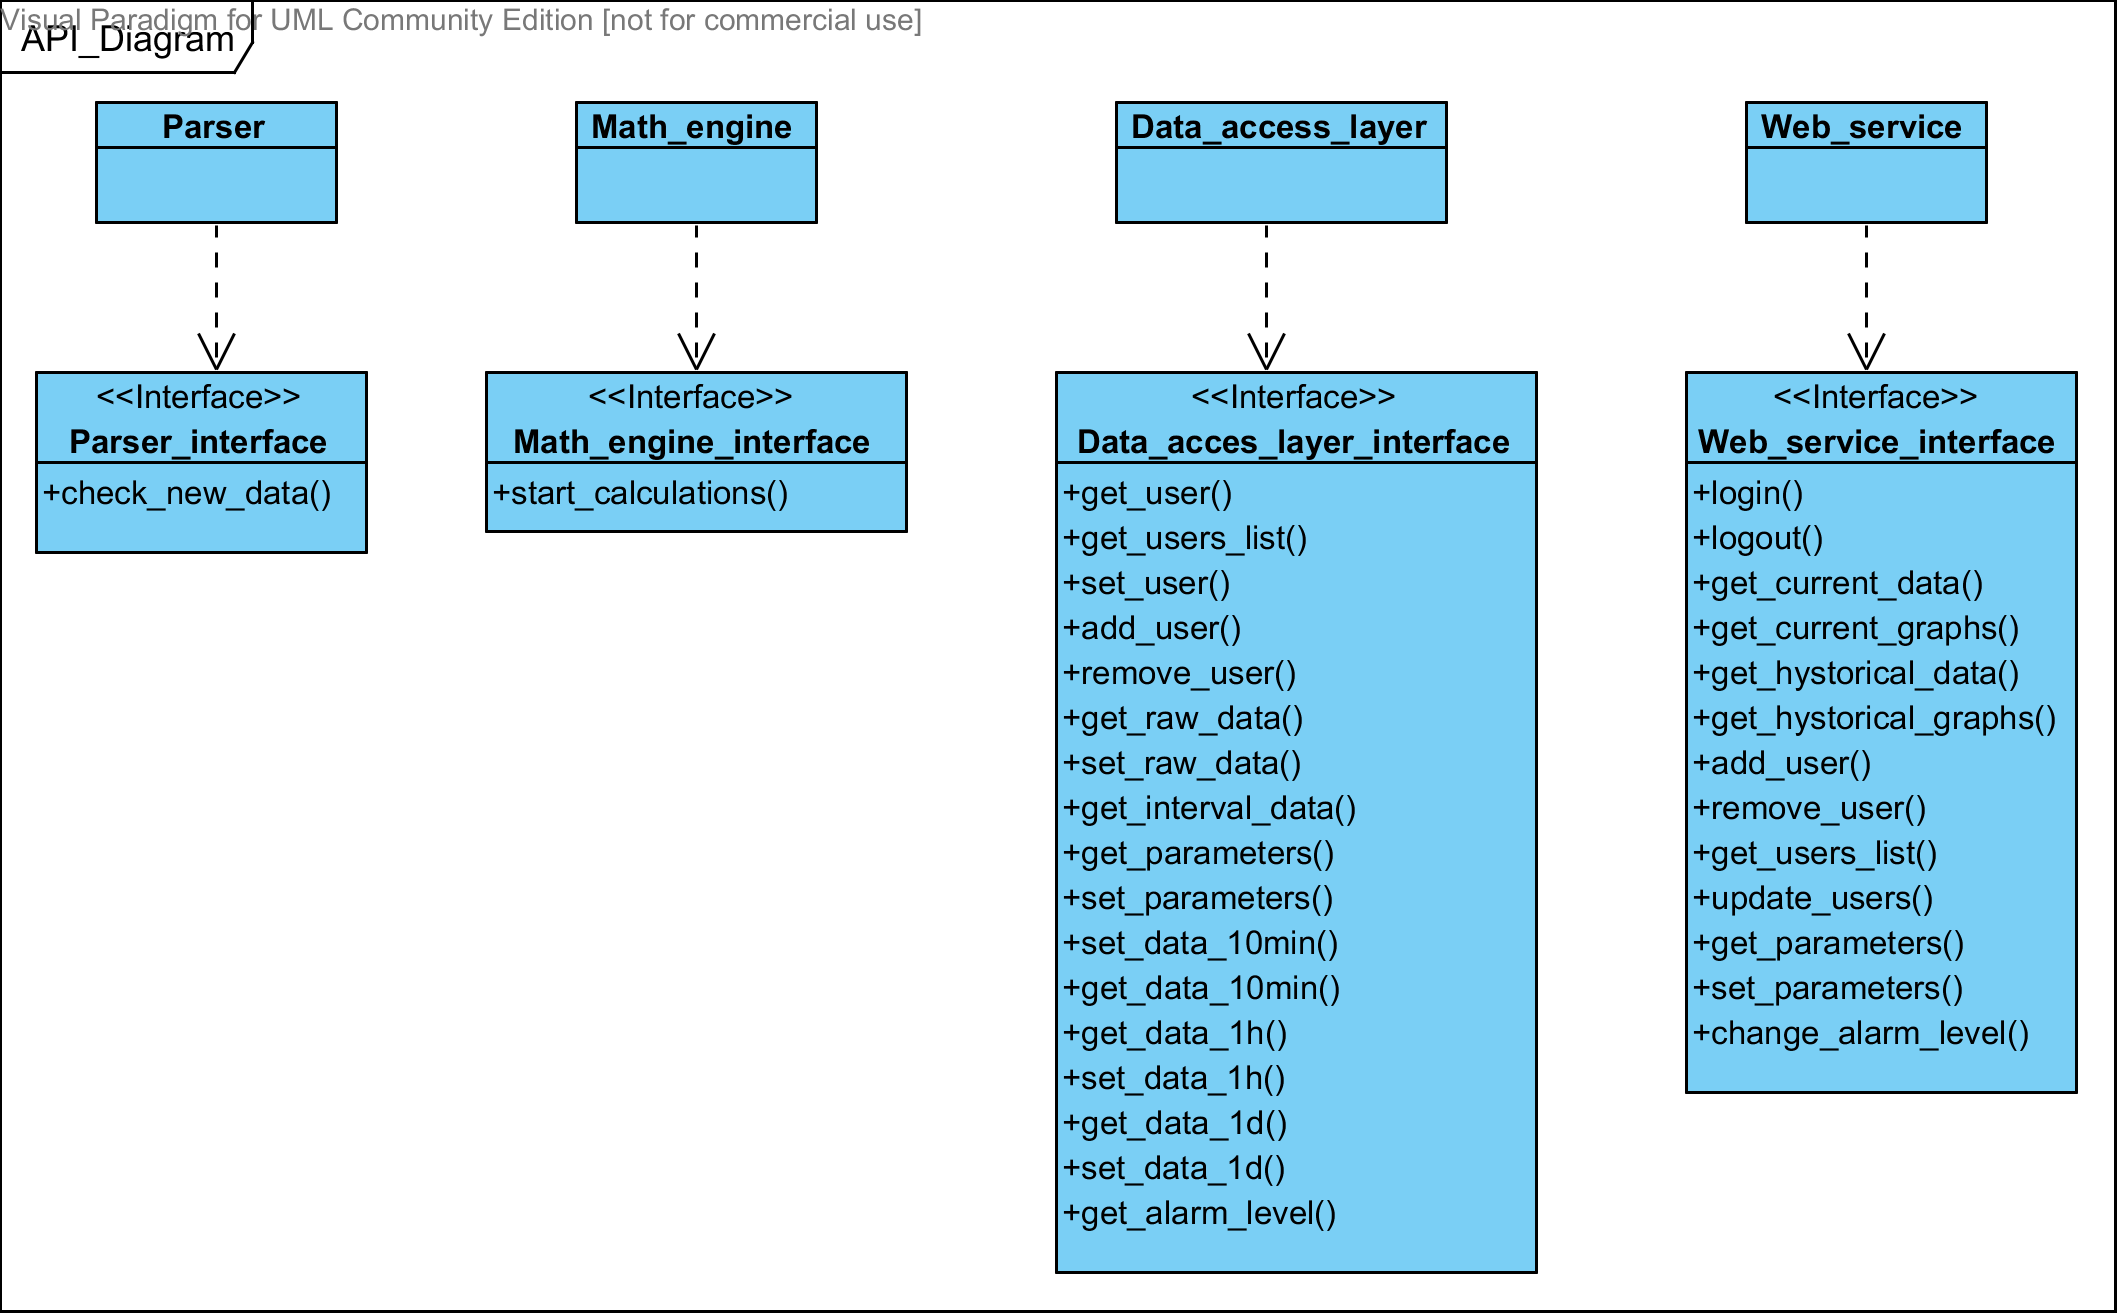 Visual Paradigm for UML Community Edition [not for commercial use]
API_Diagram
Parser
Math_engine
Data_access_layer
Web_service
<<Interface>>
Parser_interface
+check_new_data()
<<Interface>>
Math_engine_interface
+start_calculations()
<<Interface>>
Data_acces_layer_interface
+get_user()
+get_users_list()
+set_user()
+add_user()
+remove_user()
+get_raw_data()
+set_raw_data()
+get_interval_data()
+get_parameters()
+set_parameters()
+set_data_10min()
+get_data_10min()
+get_data_1h()
+set_data_1h()
+get_data_1d()
+set_data_1d()
+get_alarm_level()
<<Interface>>
Web_service_interface
+login()
+logout()
+get_current_data()
+get_current_graphs()
+get_hystorical_data()
+get_hystorical_graphs()
+add_user()
+remove_user()
+get_users_list()
+update_users()
+get_parameters()
+set_parameters()
+change_alarm_level()